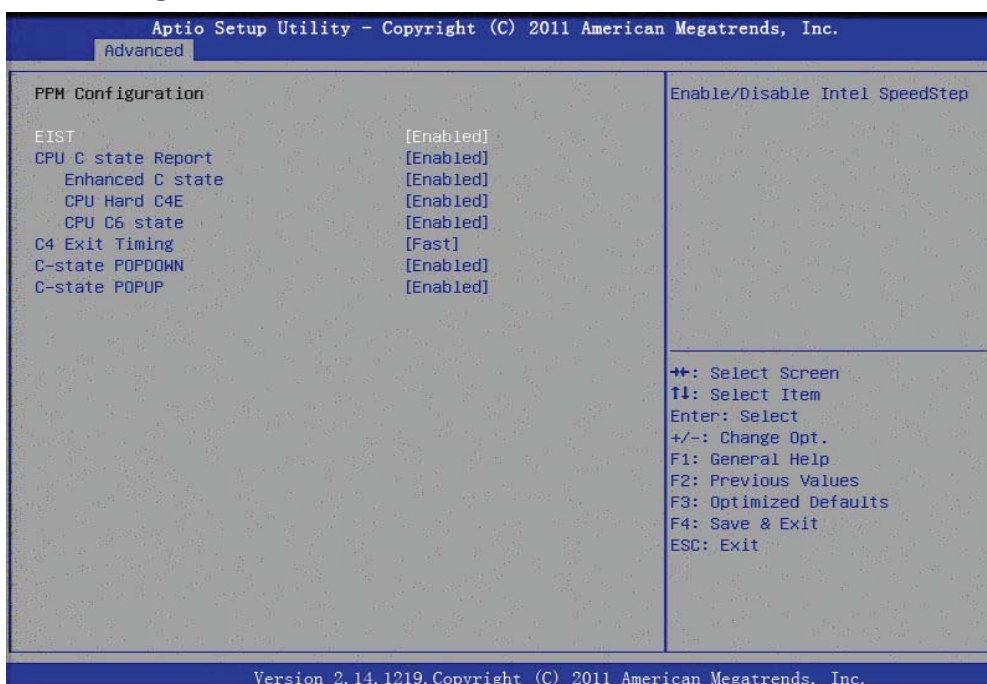 Aptio Setup Utility – Copyright (C) 2011 American Megatrends, Inc.
Advanced
PPM Configuration
EIST [Enabled]
CPU C state Report [Enabled]
Enhanced C state [Enabled]
CPU Hard C4E [Enabled]
CPU C6 state [Enabled]
C4 Exit Timing [Fast]
C-state POPDOWN [Enabled]
C-state POPUP [Enabled]
Enable/Disable Intel SpeedStep
→←: Select Screen
↑↓: Select Item
Enter: Select
+/-: Change Opt.
F1: General Help
F2: Previous Values
F3: Optimized Defaults
F4: Save & Exit
ESC: Exit
Version 2.14.1219. Copyright (C) 2011 American Megatrends, Inc.